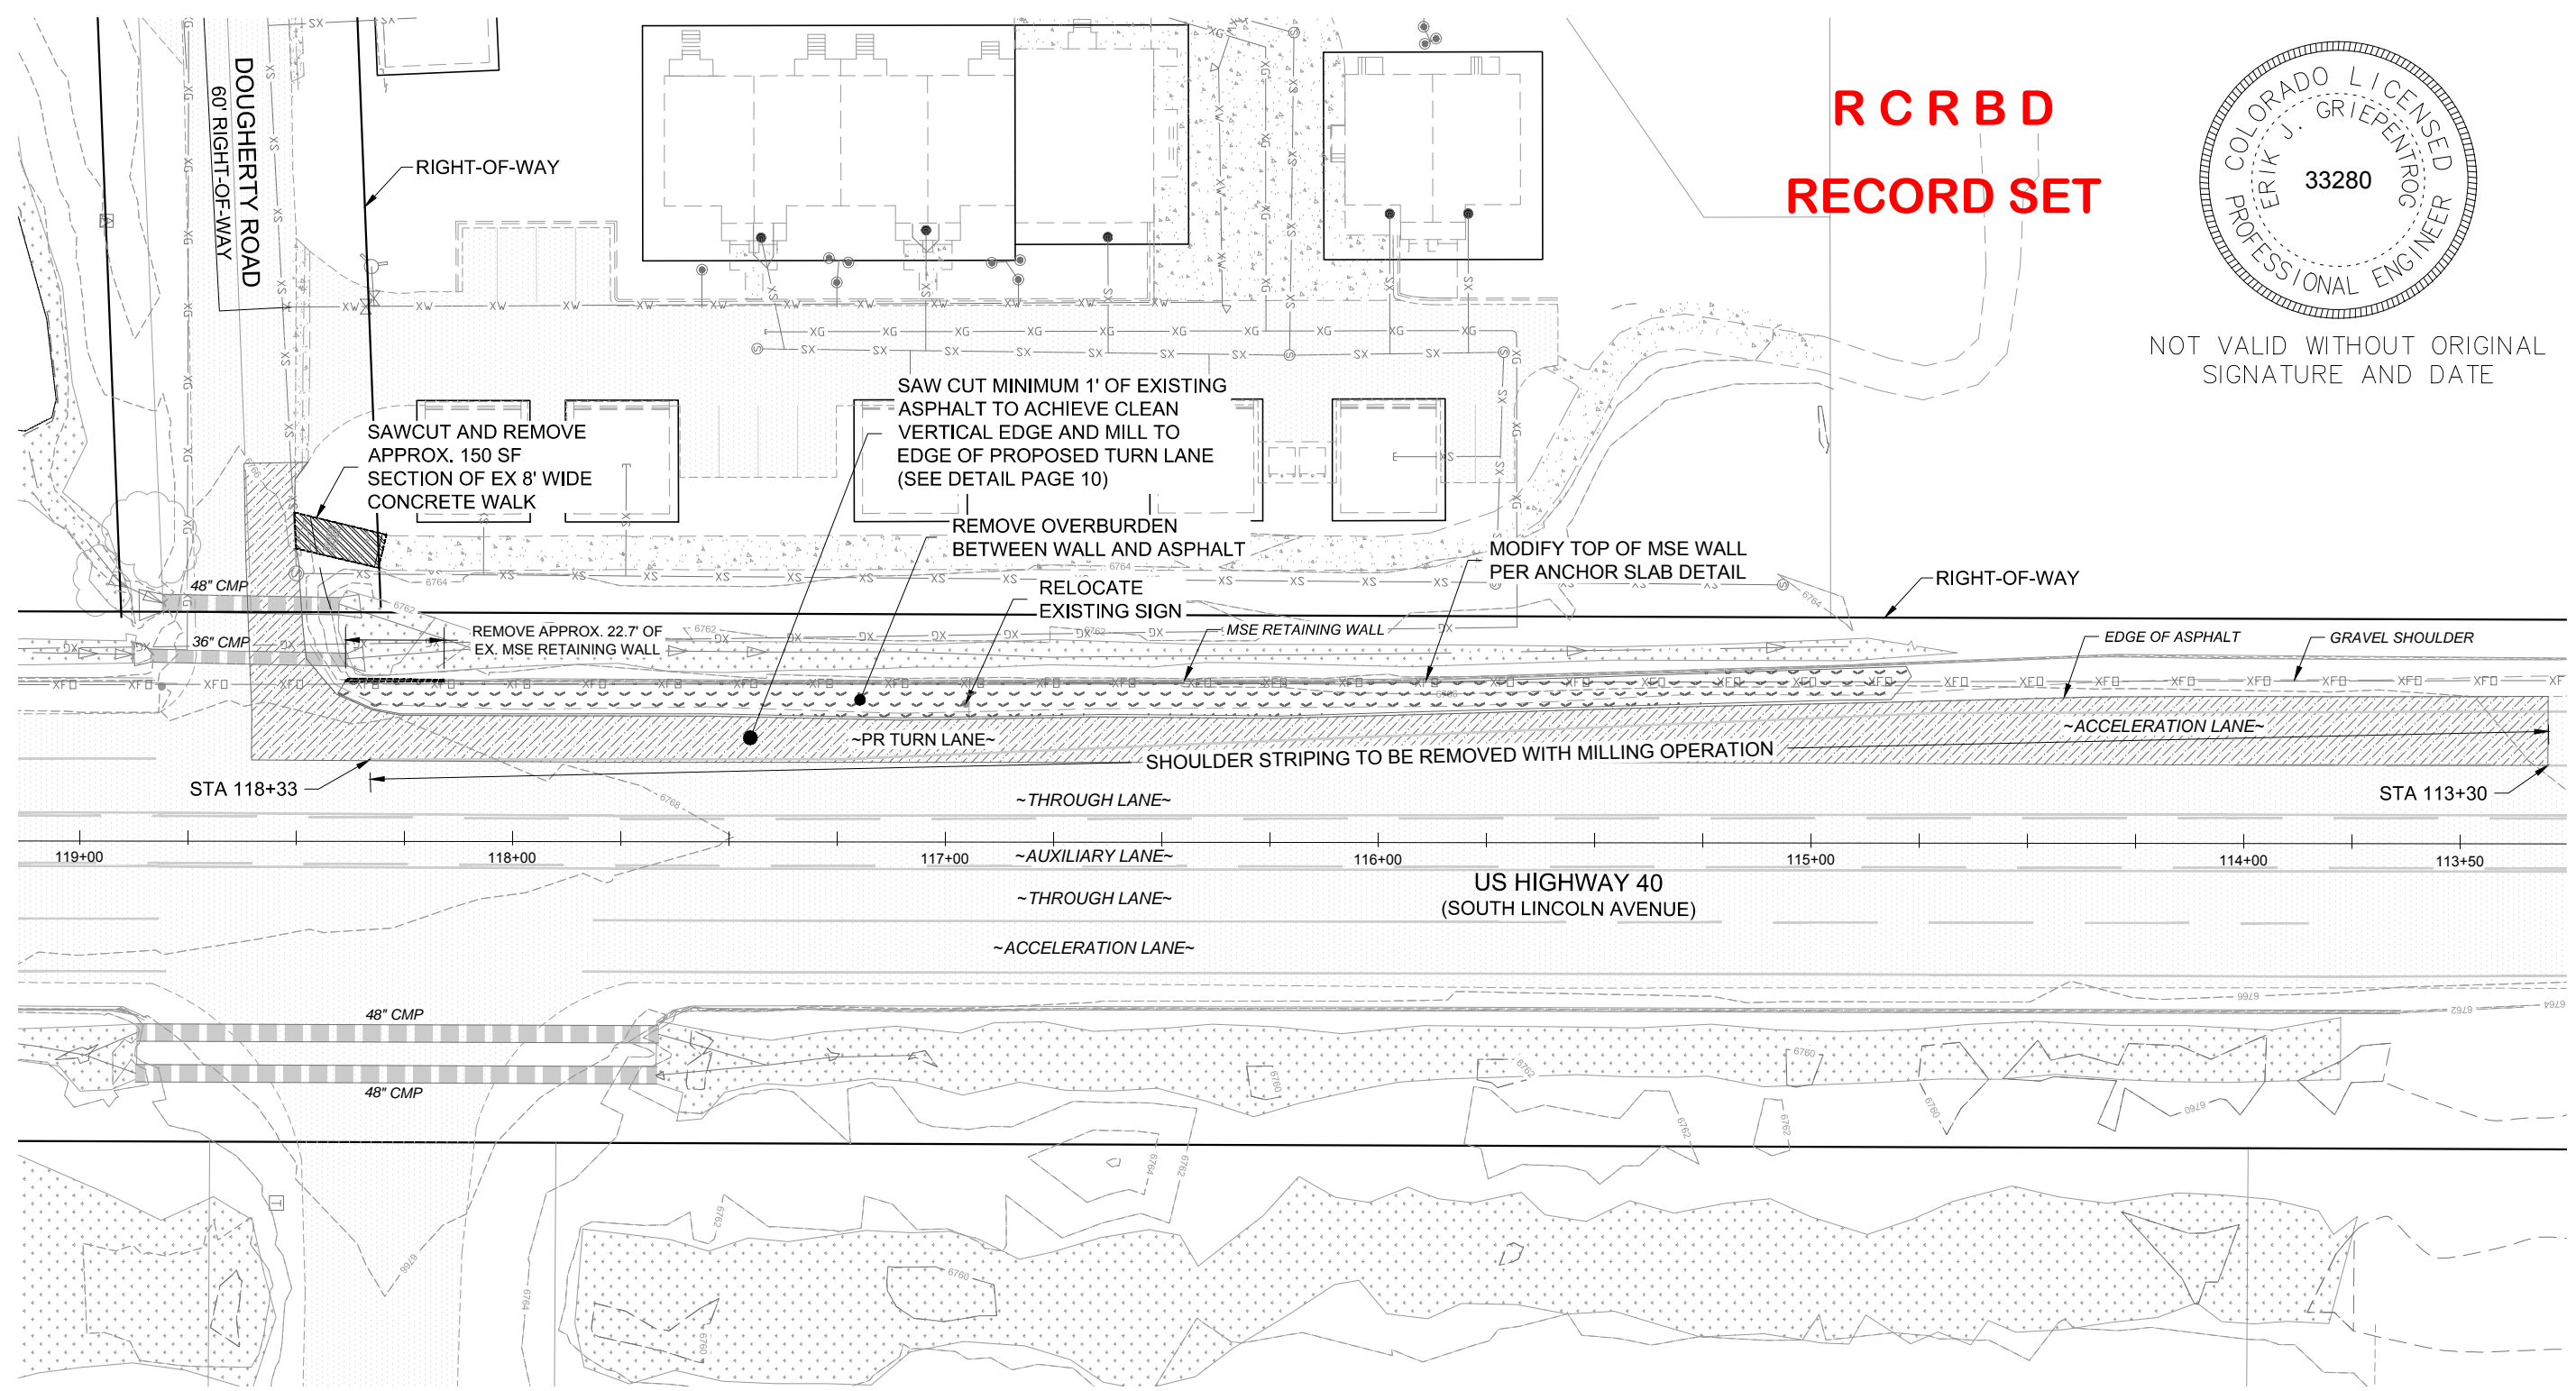 DOUGHERTY ROAD
60' RIGHT-OF-WAY
RIGHT-OF-WAY
R C R B D
RECORD SET
COLORADO LICENSED
PROFESSIONAL ENGINEER
ERIK J. GRIEPENTROG
33280
NOT VALID WITHOUT ORIGINAL
SIGNATURE AND DATE
SAWCUT AND REMOVE
APPROX. 150 SF
SECTION OF EX 8' WIDE
CONCRETE WALK
SAW CUT MINIMUM 1' OF EXISTING
ASPHALT TO ACHIEVE CLEAN
VERTICAL EDGE AND MILL TO
EDGE OF PROPOSED TURN LANE
(SEE DETAIL PAGE 10)
REMOVE OVERBURDEN
BETWEEN WALL AND ASPHALT
RELOCATE
EXISTING SIGN
MODIFY TOP OF MSE WALL
PER ANCHOR SLAB DETAIL
RIGHT-OF-WAY
48" CMP
36" CMP
REMOVE APPROX. 22.7' OF
EX. MSE RETAINING WALL
MSE RETAINING WALL
EDGE OF ASPHALT
GRAVEL SHOULDER
~PR TURN LANE~
~ACCELERATION LANE~
SHOULDER STRIPING TO BE REMOVED WITH MILLING OPERATION
STA 118+33
STA 113+30
~THROUGH LANE~
119+00
118+00
117+00
116+00
115+00
114+00
113+50
~AUXILIARY LANE~
US HIGHWAY 40
(SOUTH LINCOLN AVENUE)
~THROUGH LANE~
~ACCELERATION LANE~
48" CMP
48" CMP